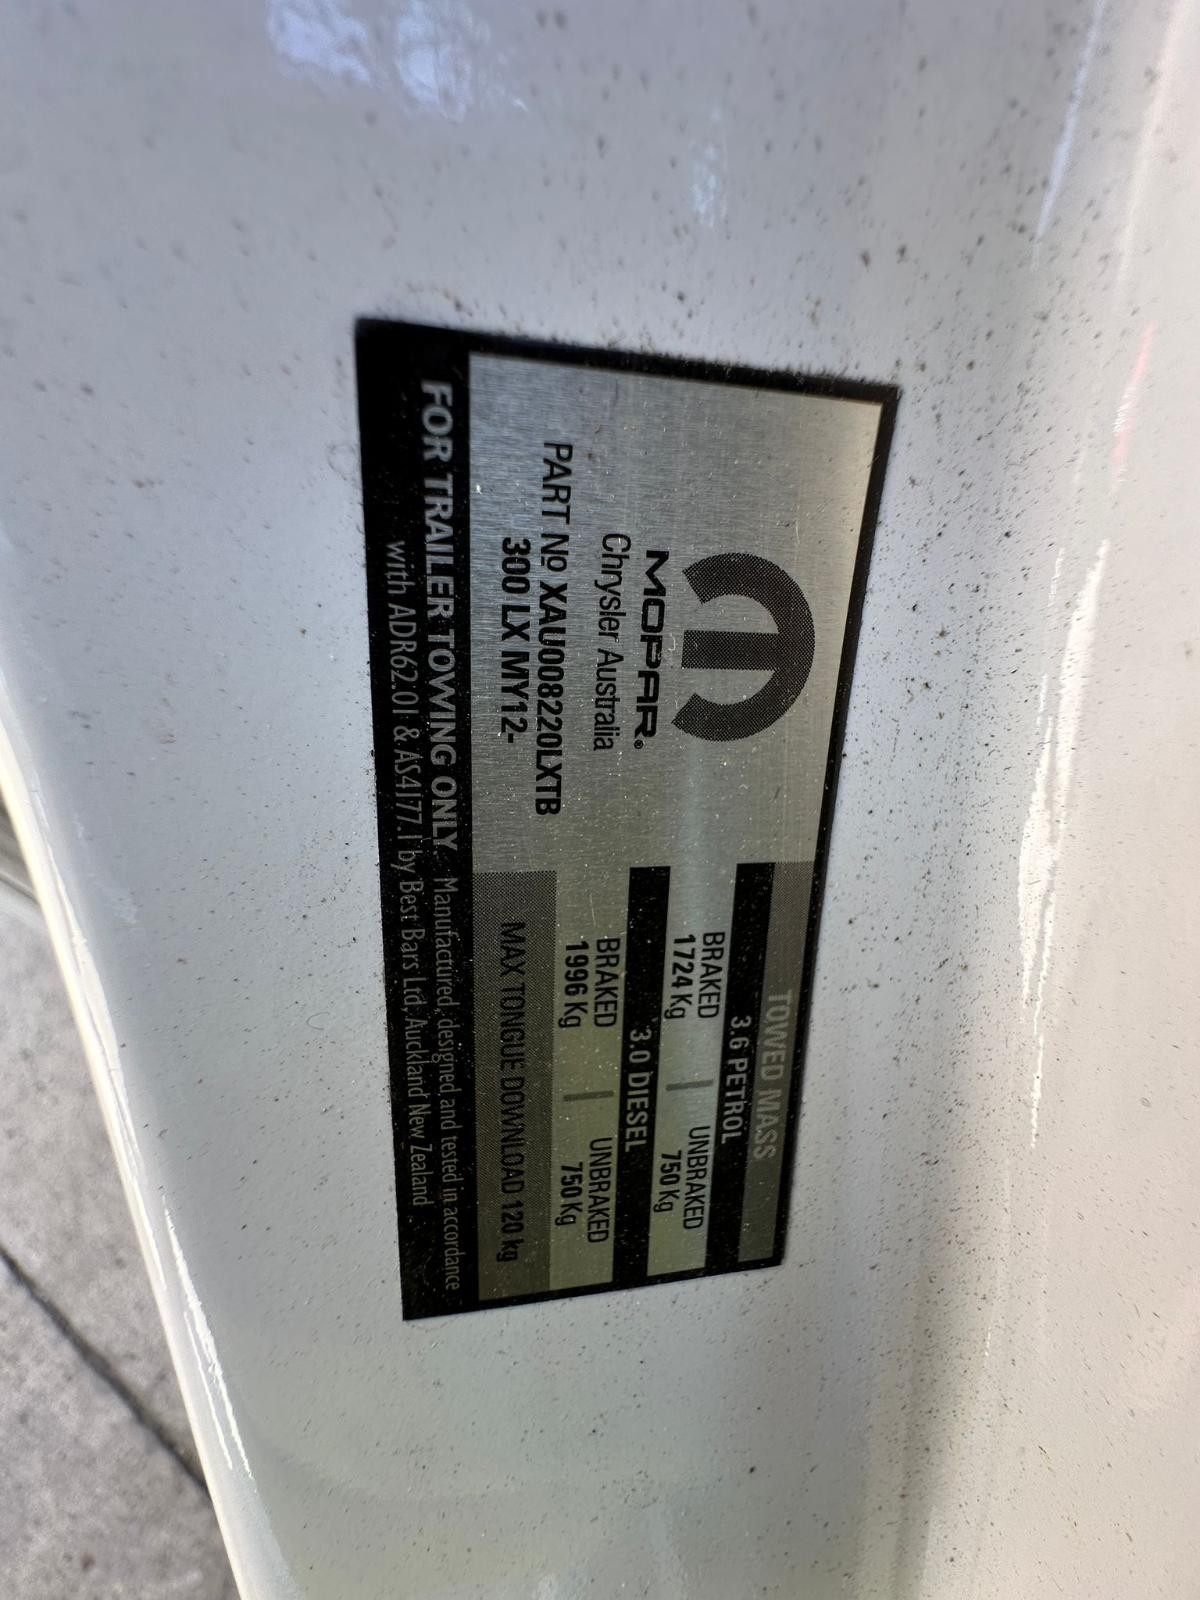 MOPAR®
Chrysler Australia
PART № XAU008220LXTB
300 LX MY12-
TOWED MASS
3.6 PETROL
BRAKED UNBRAKED
1724 Kg 750 Kg
3.0 DIESEL
BRAKED UNBRAKED
1996 Kg 750 Kg
MAX TONGUE DOWNLOAD 120 kg
FOR TRAILER TOWING ONLY Manufactured, designed and tested in accordance
with ADR62.01 & AS4177.1 by Best Bars Ltd, Auckland New Zealand